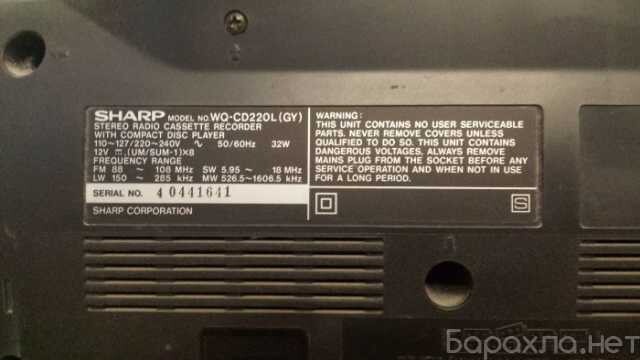 SHARP MODEL NO. WQ-CD220L(GY)
STEREO RADIO CASSETTE RECORDER
WITH COMPACT DISC PLAYER
110~127/220~240V ∿ 50/60Hz 32W
12V ⎓ (UM/SUM-1)×8
FREQUENCY RANGE
FM 88 ~ 108 MHz SW 5.95 ~ 18 MHz
LW 150 ~ 285 kHz MW 526.5~1606.5 kHz
SERIAL NO. 40441641
SHARP CORPORATION
WARNING:
THIS UNIT CONTAINS NO USER SERVICEABLE
PARTS. NEVER REMOVE COVERS UNLESS
QUALIFIED TO DO SO. THIS UNIT CONTAINS
DANGEROUS VOLTAGES, ALWAYS REMOVE
MAINS PLUG FROM THE SOCKET BEFORE ANY
SERVICE OPERATION AND WHEN NOT IN USE
FOR A LONG PERIOD.
S
Барахла.нет